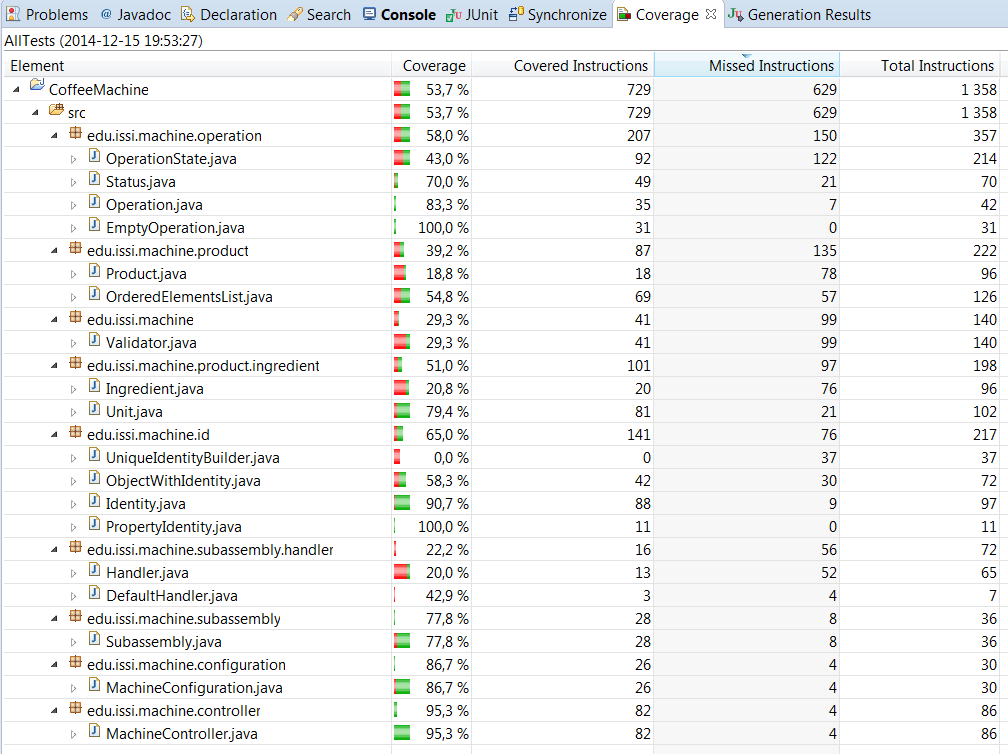 Problems @ Javadoc Declaration Search Console JUnit Synchronize Coverage Generation Results
AllTests (2014-12-15 19:53:27)
Element Coverage Covered Instructions Missed Instructions Total Instructions
CoffeeMachine 53,7 % 729 629 1 358
src 53,7 % 729 629 1 358
edu.issi.machine.operation 58,0 % 207 150 357
OperationState.java 43,0 % 92 122 214
Status.java 70,0 % 49 21 70
Operation.java 83,3 % 35 7 42
EmptyOperation.java 100,0 % 31 0 31
edu.issi.machine.product 39,2 % 87 135 222
Product.java 18,8 % 18 78 96
OrderedElementsList.java 54,8 % 69 57 126
edu.issi.machine 29,3 % 41 99 140
Validator.java 29,3 % 41 99 140
edu.issi.machine.product.ingredient 51,0 % 101 97 198
Ingredient.java 20,8 % 20 76 96
Unit.java 79,4 % 81 21 102
edu.issi.machine.id 65,0 % 141 76 217
UniqueIdentityBuilder.java 0,0 % 0 37 37
ObjectWithIdentity.java 58,3 % 42 30 72
Identity.java 90,7 % 88 9 97
PropertyIdentity.java 100,0 % 11 0 11
edu.issi.machine.subassembly.handler 22,2 % 16 56 72
Handler.java 20,0 % 13 52 65
DefaultHandler.java 42,9 % 3 4 7
edu.issi.machine.subassembly 77,8 % 28 8 36
Subassembly.java 77,8 % 28 8 36
edu.issi.machine.configuration 86,7 % 26 4 30
MachineConfiguration.java 86,7 % 26 4 30
edu.issi.machine.controller 95,3 % 82 4 86
MachineController.java 95,3 % 82 4 86